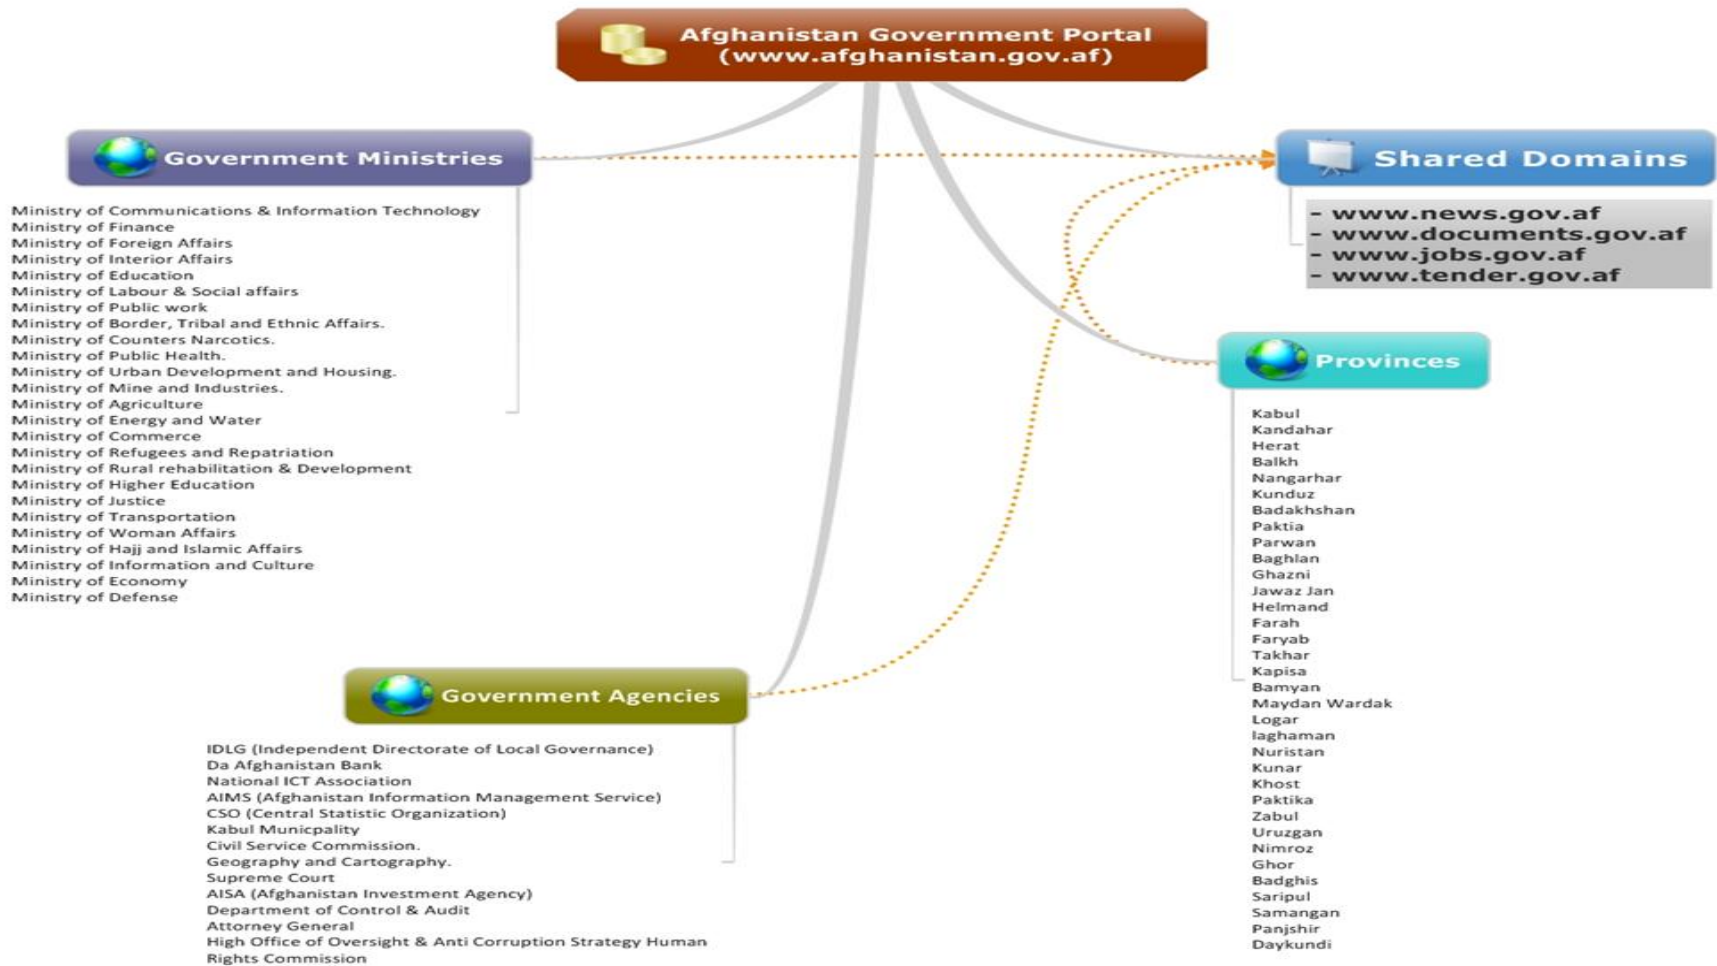 Afghanistan Government Portal
(www.afghanistan.gov.af)
Government Ministries
Ministry of Communications & Information Technology
Ministry of Finance
Ministry of Foreign Affairs
Ministry of Interior Affairs
Ministry of Education
Ministry of Labour & Social affairs
Ministry of Public work
Ministry of Border, Tribal and Ethnic Affairs.
Ministry of Counters Narcotics.
Ministry of Public Health.
Ministry of Urban Development and Housing.
Ministry of Mine and Industries.
Ministry of Agriculture
Ministry of Energy and Water
Ministry of Commerce
Ministry of Refugees and Repatriation
Ministry of Rural rehabilitation & Development
Ministry of Higher Education
Ministry of Justice
Ministry of Transportation
Ministry of Woman Affairs
Ministry of Hajj and Islamic Affairs
Ministry of Information and Culture
Ministry of Economy
Ministry of Defense
Shared Domains
- www.news.gov.af
- www.documents.gov.af
- www.jobs.gov.af
- www.tender.gov.af
Provinces
Kabul
Kandahar
Herat
Balkh
Nangarhar
Kunduz
Badakhshan
Paktia
Parwan
Baghlan
Ghazni
Jawaz Jan
Helmand
Farah
Faryab
Takhar
Kapisa
Bamyan
Maydan Wardak
Logar
laghaman
Nuristan
Kunar
Khost
Paktika
Zabul
Uruzgan
Nimroz
Ghor
Badghis
Saripul
Samangan
Panjshir
Daykundi
Government Agencies
IDLG (Independent Directorate of Local Governance)
Da Afghanistan Bank
National ICT Association
AIMS (Afghanistan Information Management Service)
CSO (Central Statistic Organization)
Kabul Municpality
Civil Service Commission.
Geography and Cartography.
Supreme Court
AISA (Afghanistan Investment Agency)
Department of Control & Audit
Attorney General
High Office of Oversight & Anti Corruption Strategy Human
Rights Commission